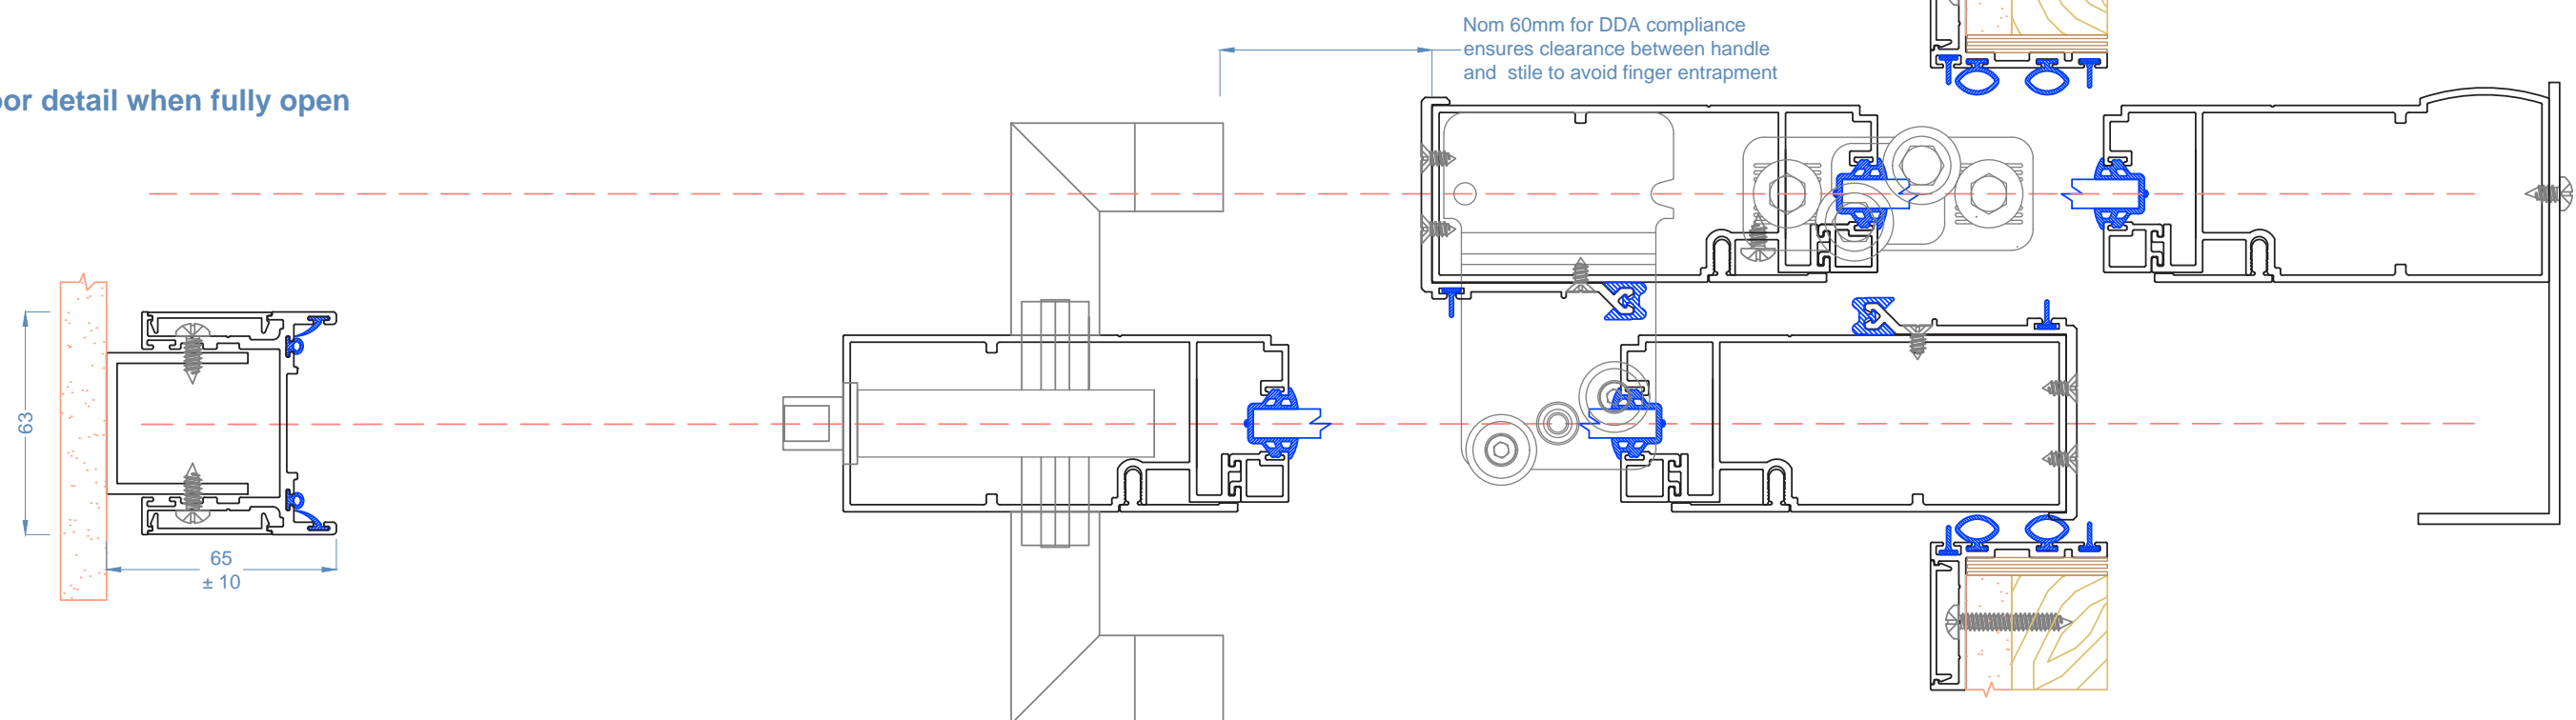 Nom 60mm for DDA compliance
ensures clearance between handle
and stile to avoid finger entrapment
oor detail when fully open
63
65
± 10